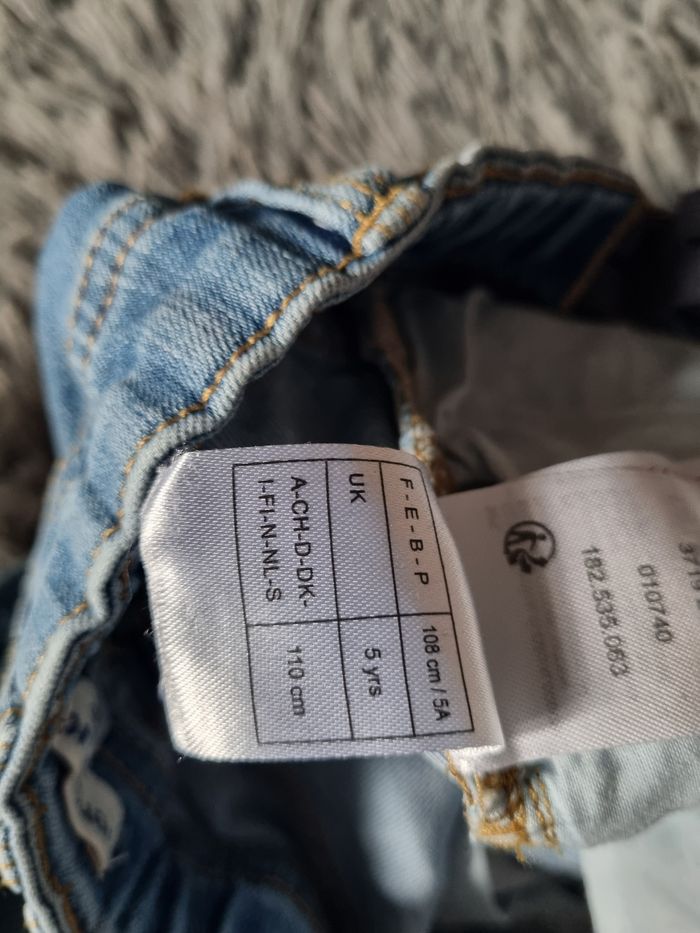 F - E - B - P 108 cm / 5A
UK 5 yrs
A-CH-D-DK-
I-FI-N-NL-S 110 cm
010740
182.535.063